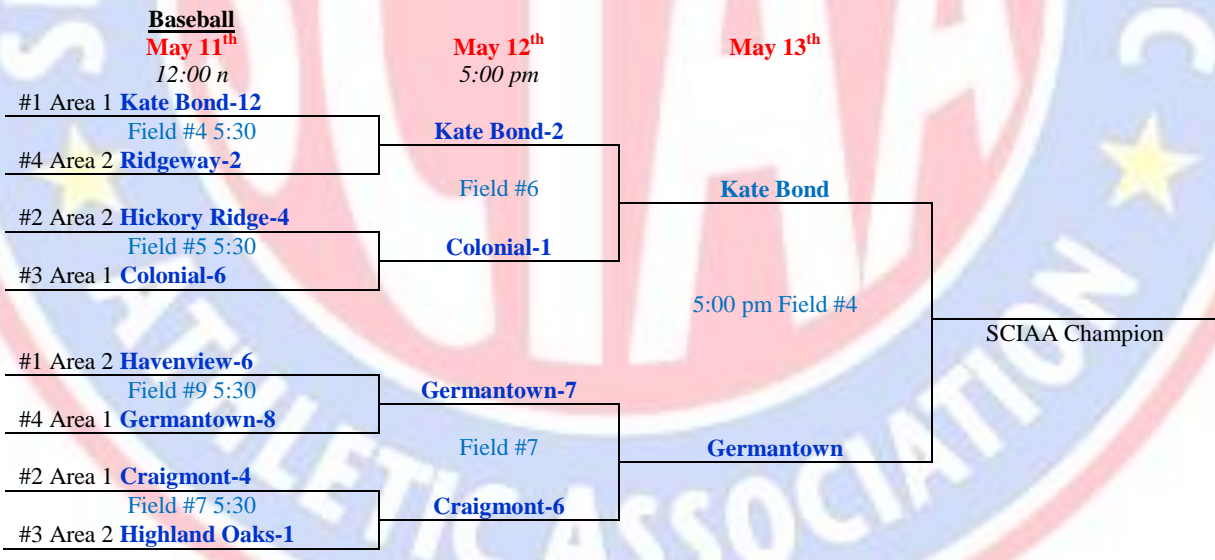 Baseball
May 11th May 12th May 13th
12:00 n 5:00 pm
#1 Area 1 Kate Bond-12
Field #4 5:30 Kate Bond-2
#4 Area 2 Ridgeway-2
Field #6 Kate Bond
#2 Area 2 Hickory Ridge-4
Field #5 5:30 Colonial-1
#3 Area 1 Colonial-6
5:00 pm Field #4
SCIAA Champion
#1 Area 2 Havenview-6
Field #9 5:30 Germantown-7
#4 Area 1 Germantown-8
Field #7 Germantown
#2 Area 1 Craigmont-4
Field #7 5:30 Craigmont-6
#3 Area 2 Highland Oaks-1
SCIAA
ATHLETIC ASSOCIATION